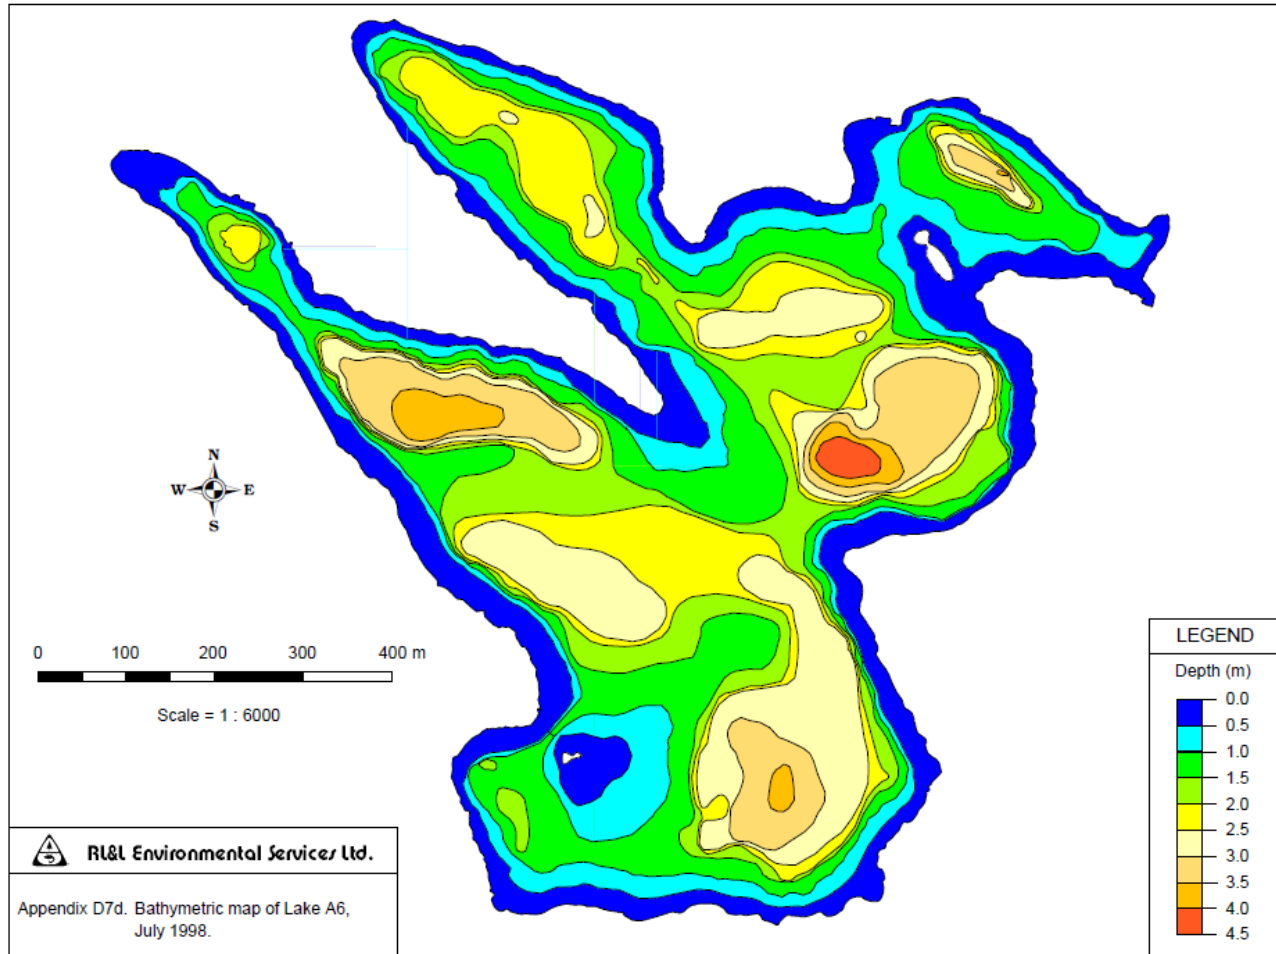 N
W E
S
0 100 200 300 400 m
Scale = 1 : 6000
RL&L Environmental Services Ltd.
Appendix D7d. Bathymetric map of Lake A6,
July 1998.
LEGEND
Depth (m)
0.0
0.5
1.0
1.5
2.0
2.5
3.0
3.5
4.0
4.5